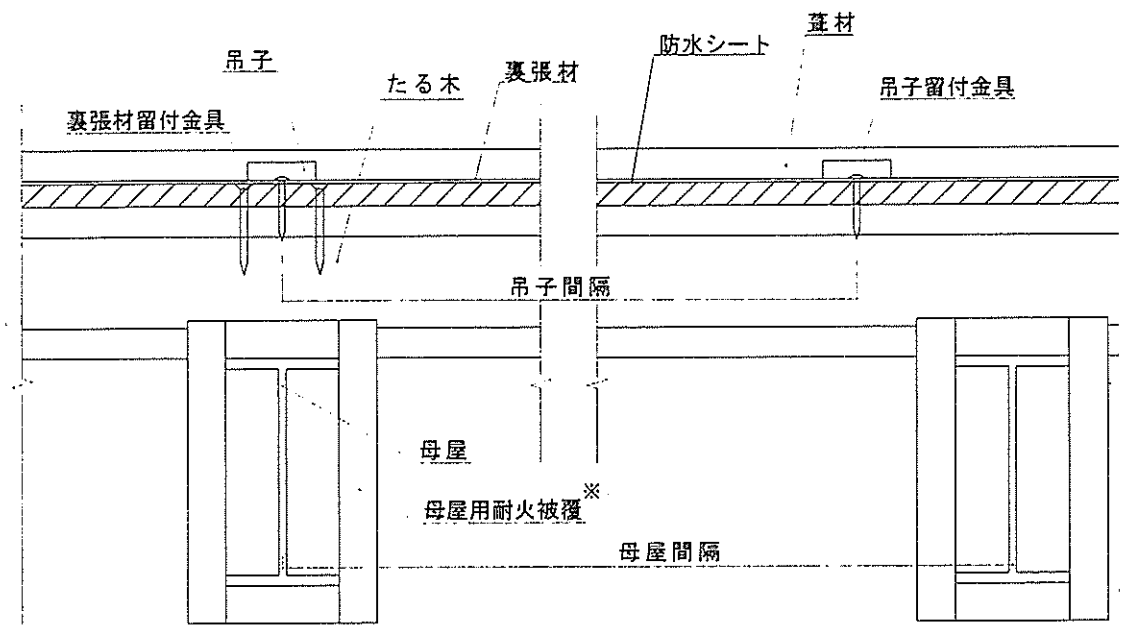 葺材
防水シート
吊子
裏張材
たる木
吊子留付金具
裏張材留付金具
吊子間隔
母屋
母屋用耐火被覆※
母屋間隔